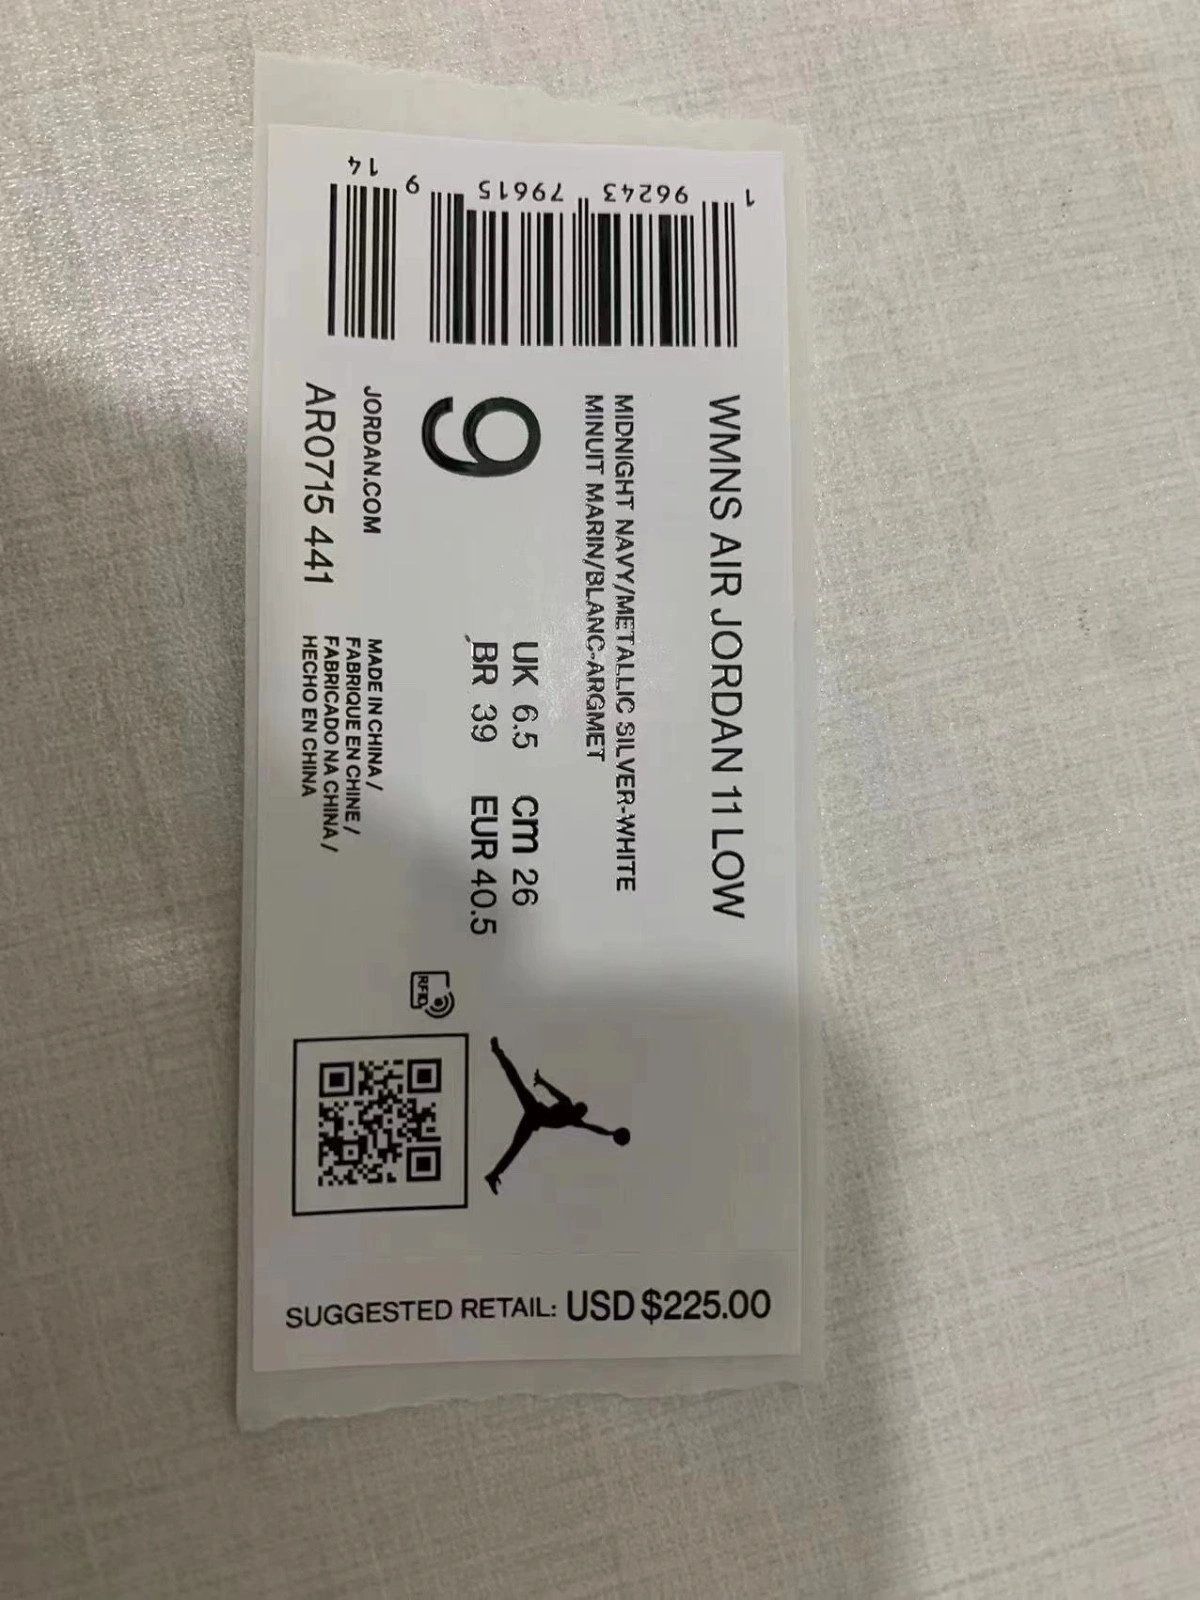 WMNS AIR JORDAN 11 LOW
MIDNIGHT NAVY/METALLIC SILVER-WHITE
MINUIT MARIN/BLANC-ARGMET
9
UK 6.5 cm 26
BR 39 EUR 40.5
JORDAN.COM
AR0715 441
MADE IN CHINA /
FABRIQUE EN CHINE /
FABRICADO NA CHINA /
HECHO EN CHINA
RFID
1 96243 79615 9 14
SUGGESTED RETAIL: USD $225.00